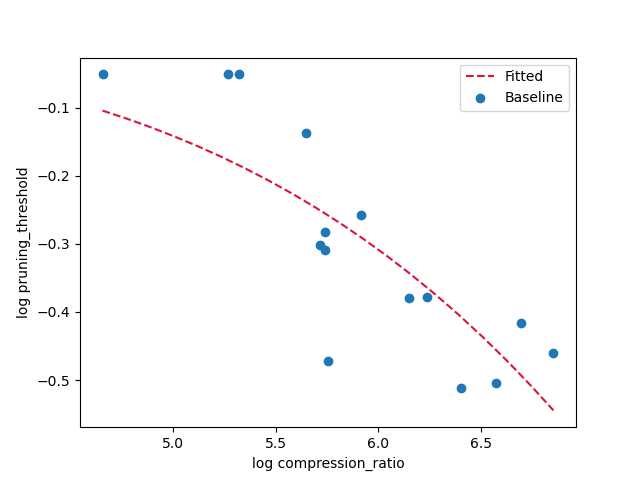 Fitted
Baseline
−0.1
−0.2
−0.3
−0.4
−0.5
log pruning_threshold
5.0 5.5 6.0 6.5
log compression_ratio